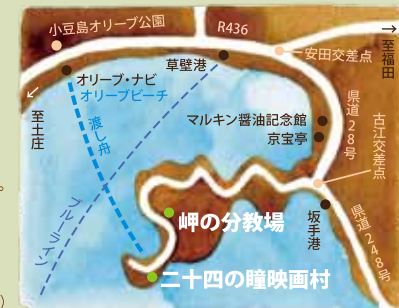 小豆島オリーブ公園
R436
→
至福田
安田交差点
草壁港
オリーブ・ナビ
オリーブビーチ
←
至土庄
渡し舟
マルキン醤油記念館
京宝亭
県道28号
古江交差点
ブルーライン
岬の分教場
坂手港
県道248号
二十四の瞳映画村